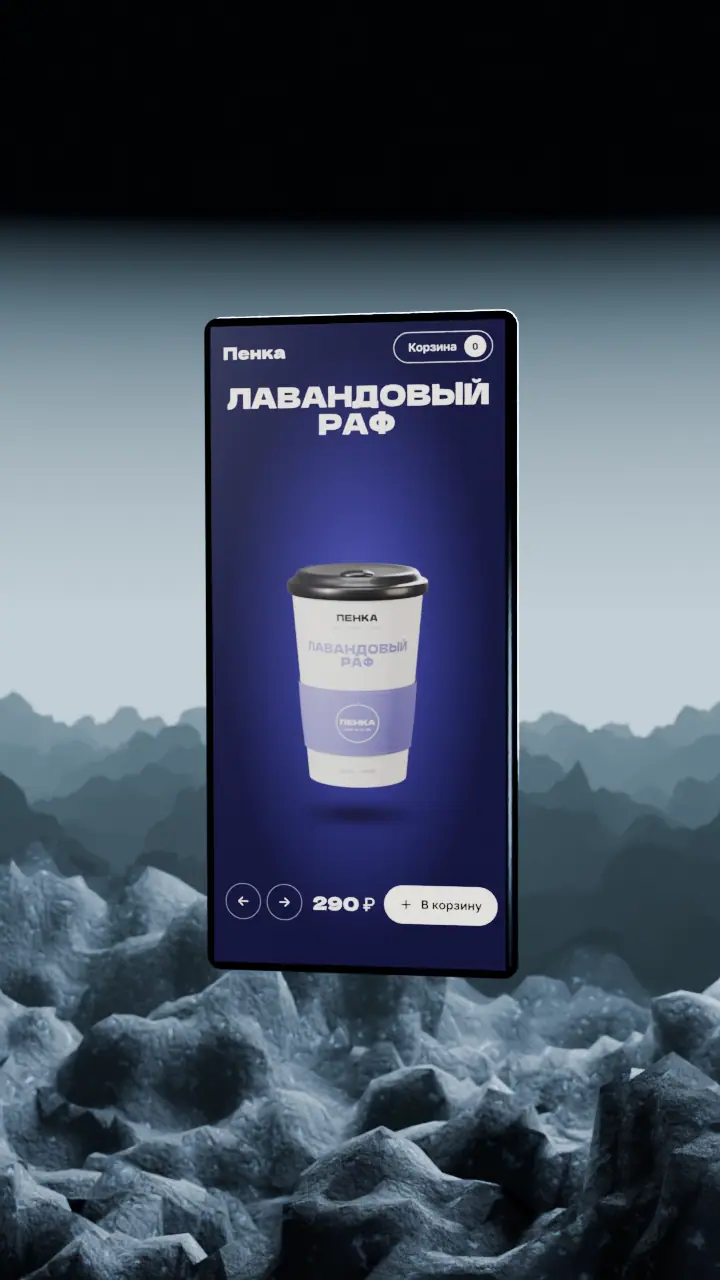 Пенка
Корзина 0
ЛАВАНДОВЫЙ
РАФ
ПЕНКА
ЛАВАНДОВЫЙ
РАФ
ПЕНКА
← → 290 ₽ + В корзину